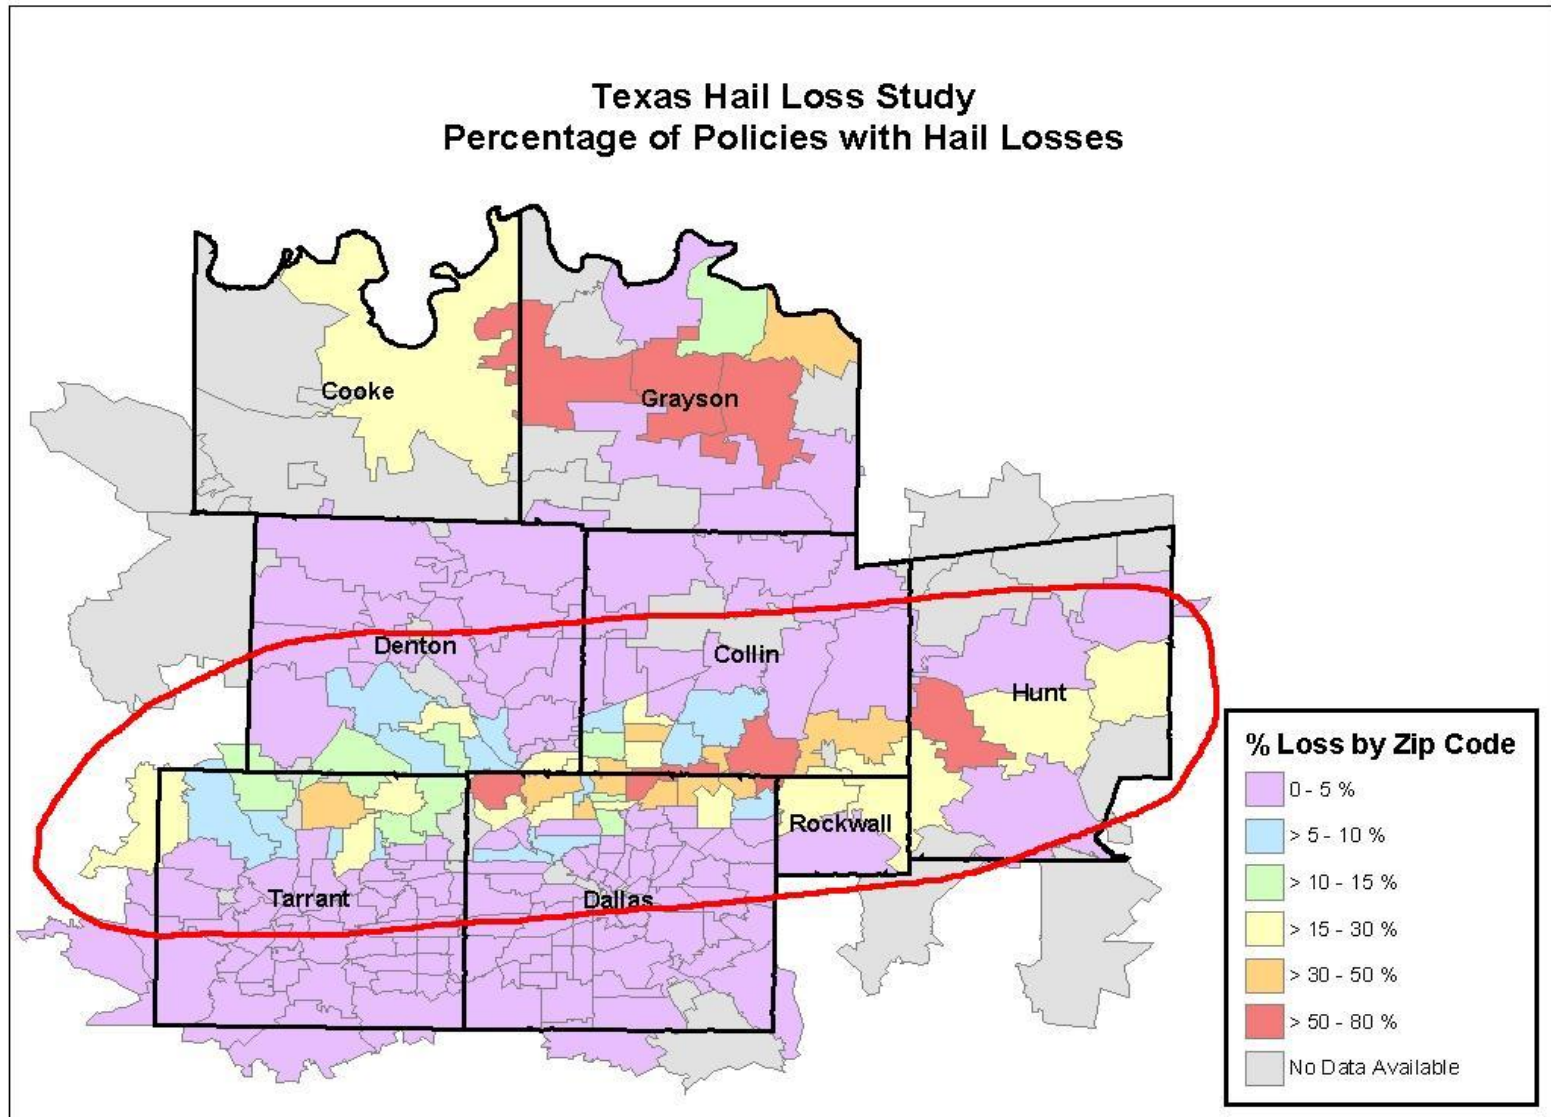 Texas Hail Loss Study
Percentage of Policies with Hail Losses
Cooke
Grayson
Denton
Collin
Hunt
Rockwall
Tarrant
Dallas
% Loss by Zip Code
0 - 5 %
> 5 - 10 %
> 10 - 15 %
> 15 - 30 %
> 30 - 50 %
> 50 - 80 %
No Data Available